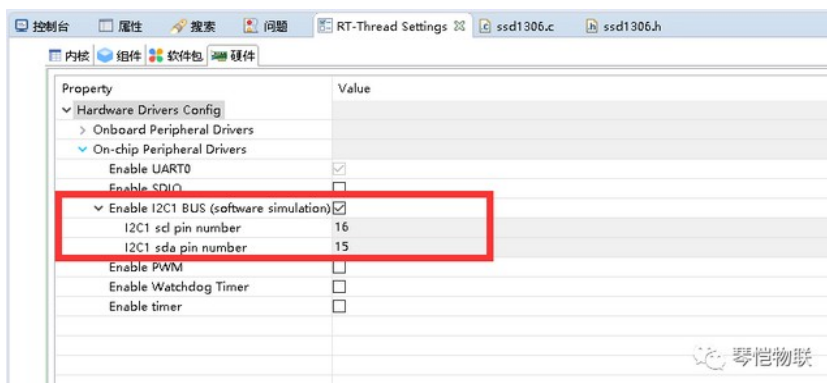 控制台 属性 搜索 问题 RT-Thread Settings ssd1306.c ssd1306.h
内核 组件 软件包 硬件
Property Value
Hardware Drivers Config
Onboard Peripheral Drivers
On-chip Peripheral Drivers
Enable UART0
Enable SDIO
Enable I2C1 BUS (software simulation)
I2C1 scl pin number 16
I2C1 sda pin number 15
Enable PWM
Enable Watchdog Timer
Enable timer
琴恺物联